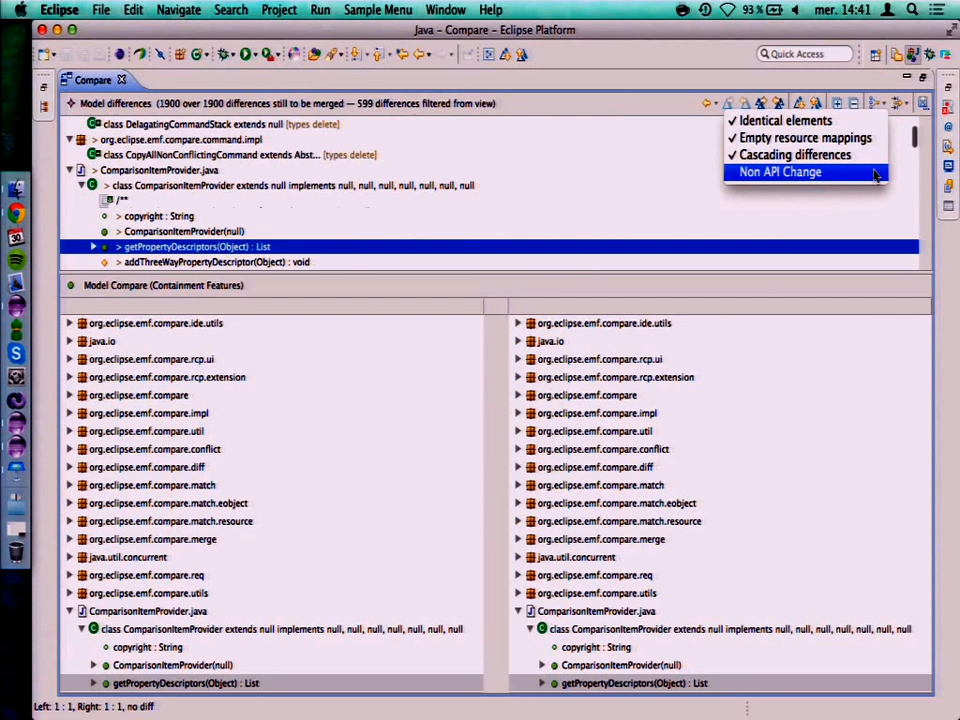 Eclipse File Edit Navigate Search Project Run Sample Menu Window Help 93 % mer. 14:41
Java – Compare – Eclipse Platform
Quick Access
Compare
Model differences (1900 over 1900 differences still to be merged — 599 differences filtered from view)
Identical elements
Empty resource mappings
Cascading differences
Non API Change
class DelagatingCommandStack extends null [types delete]
> org.eclipse.emf.compare.command.impl
class CopyAllNonConflictingCommand extends Abst... [types delete]
> ComparisonItemProvider.java
> class ComparisonItemProvider extends null implements null, null, null, null, null, null
/**
> copyright : String
> ComparisonItemProvider(null)
> getPropertyDescriptors(Object) : List
> addThreeWayPropertyDescriptor(Object) : void
Model Compare (Containment Features)
org.eclipse.emf.compare.ide.utils
java.io
org.eclipse.emf.compare.rcp.ui
org.eclipse.emf.compare.rcp.extension
org.eclipse.emf.compare
org.eclipse.emf.compare.impl
org.eclipse.emf.compare.util
org.eclipse.emf.compare.conflict
org.eclipse.emf.compare.diff
org.eclipse.emf.compare.match
org.eclipse.emf.compare.match.eobject
org.eclipse.emf.compare.match.resource
org.eclipse.emf.compare.merge
java.util.concurrent
org.eclipse.emf.compare.req
org.eclipse.emf.compare.utils
ComparisonItemProvider.java
class ComparisonItemProvider extends null implements null, null, null, null, null, null
copyright : String
ComparisonItemProvider(null)
getPropertyDescriptors(Object) : List
org.eclipse.emf.compare.ide.utils
java.io
org.eclipse.emf.compare.rcp.ui
org.eclipse.emf.compare.rcp.extension
org.eclipse.emf.compare
org.eclipse.emf.compare.impl
org.eclipse.emf.compare.util
org.eclipse.emf.compare.conflict
org.eclipse.emf.compare.diff
org.eclipse.emf.compare.match
org.eclipse.emf.compare.match.eobject
org.eclipse.emf.compare.match.resource
org.eclipse.emf.compare.merge
java.util.concurrent
org.eclipse.emf.compare.req
org.eclipse.emf.compare.utils
ComparisonItemProvider.java
class ComparisonItemProvider extends null implements null, null, null, null, null, null
copyright : String
ComparisonItemProvider(null)
getPropertyDescriptors(Object) : List
Left: 1 : 1, Right: 1 : 1, no diff
30